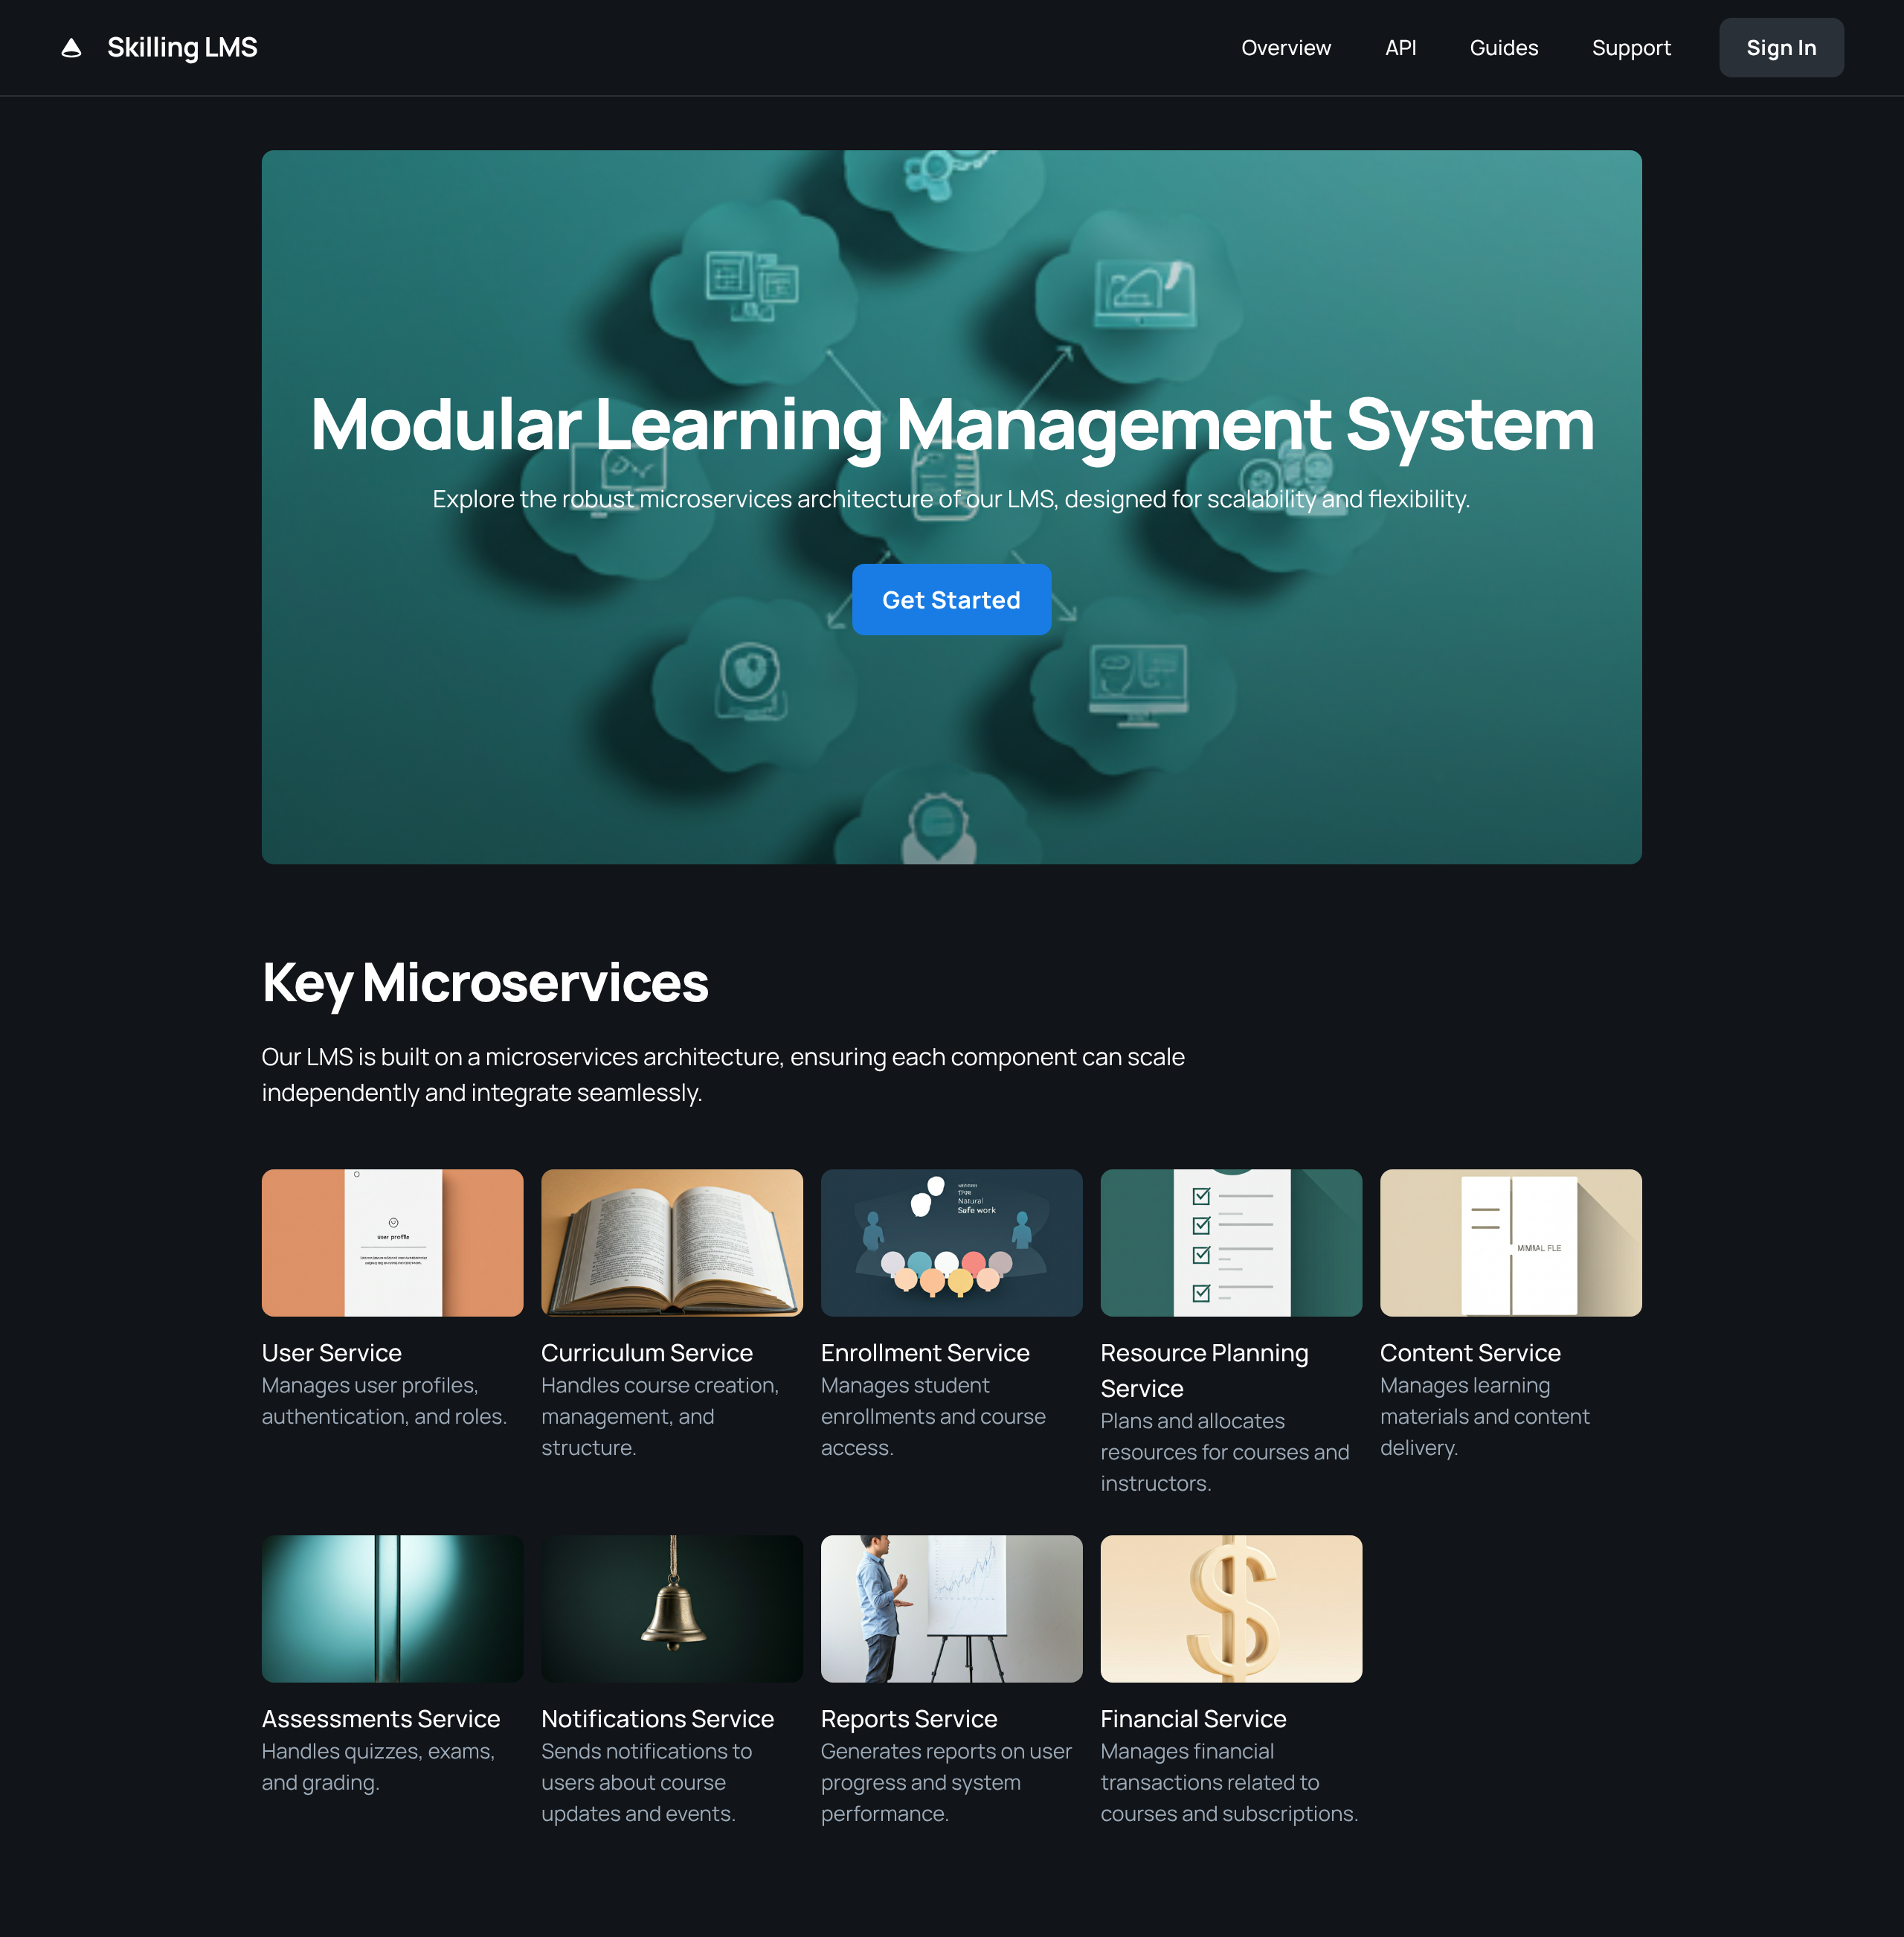 Skilling LMS
Overview
API
Guides
Support
Sign In
Modular Learning Management System
Explore the robust microservices architecture of our LMS, designed for scalability and flexibility.
Get Started
Key Microservices
Our LMS is built on a microservices architecture, ensuring each component can scale
independently and integrate seamlessly.
user profile
Natural
Safe work
MINIMAL FLE
User Service
Manages user profiles,
authentication, and roles.
Curriculum Service
Handles course creation,
management, and
structure.
Enrollment Service
Manages student
enrollments and course
access.
Resource Planning
Service
Plans and allocates
resources for courses and
instructors.
Content Service
Manages learning
materials and content
delivery.
Assessments Service
Handles quizzes, exams,
and grading.
Notifications Service
Sends notifications to
users about course
updates and events.
Reports Service
Generates reports on user
progress and system
performance.
Financial Service
Manages financial
transactions related to
courses and subscriptions.